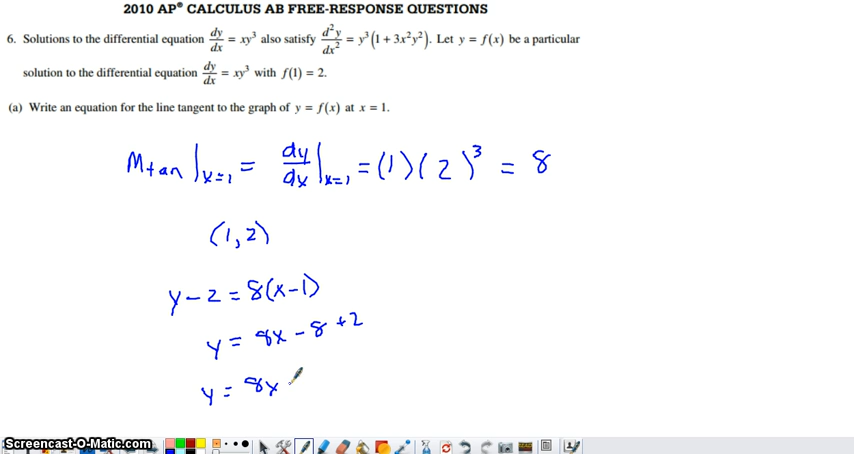 2010 AP® CALCULUS AB FREE-RESPONSE QUESTIONS
6. Solutions to the differential equation dy/dx = xy³ also satisfy d²y/dx² = y³(1 + 3x²y²). Let y = f(x) be a particular
solution to the differential equation dy/dx = xy³ with f(1) = 2.
(a) Write an equation for the line tangent to the graph of y = f(x) at x = 1.
Mtan |x=1 = dy/dx |x=1 = (1)(2)³ = 8
(1,2)
y - 2 = 8(x - 1)
y = 8x - 8 + 2
y = 8x
Screencast-O-Matic.com